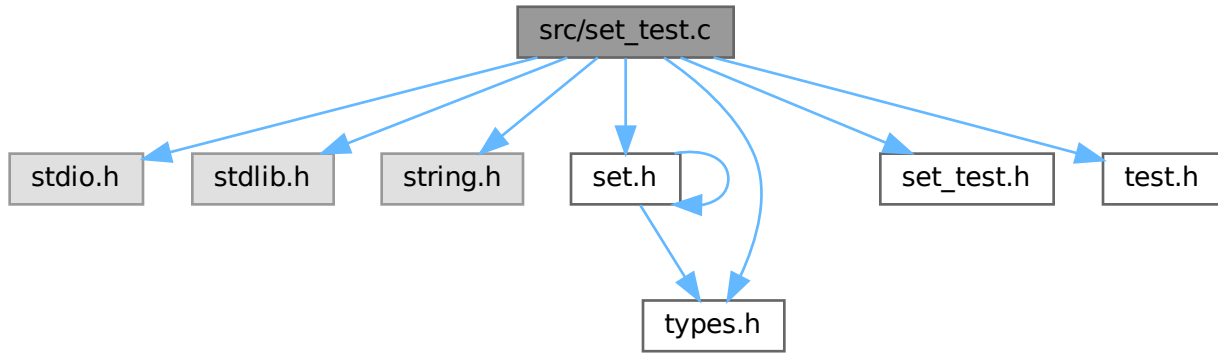 src/set_test.c
stdio.h
stdlib.h
string.h
set.h
set_test.h
test.h
types.h